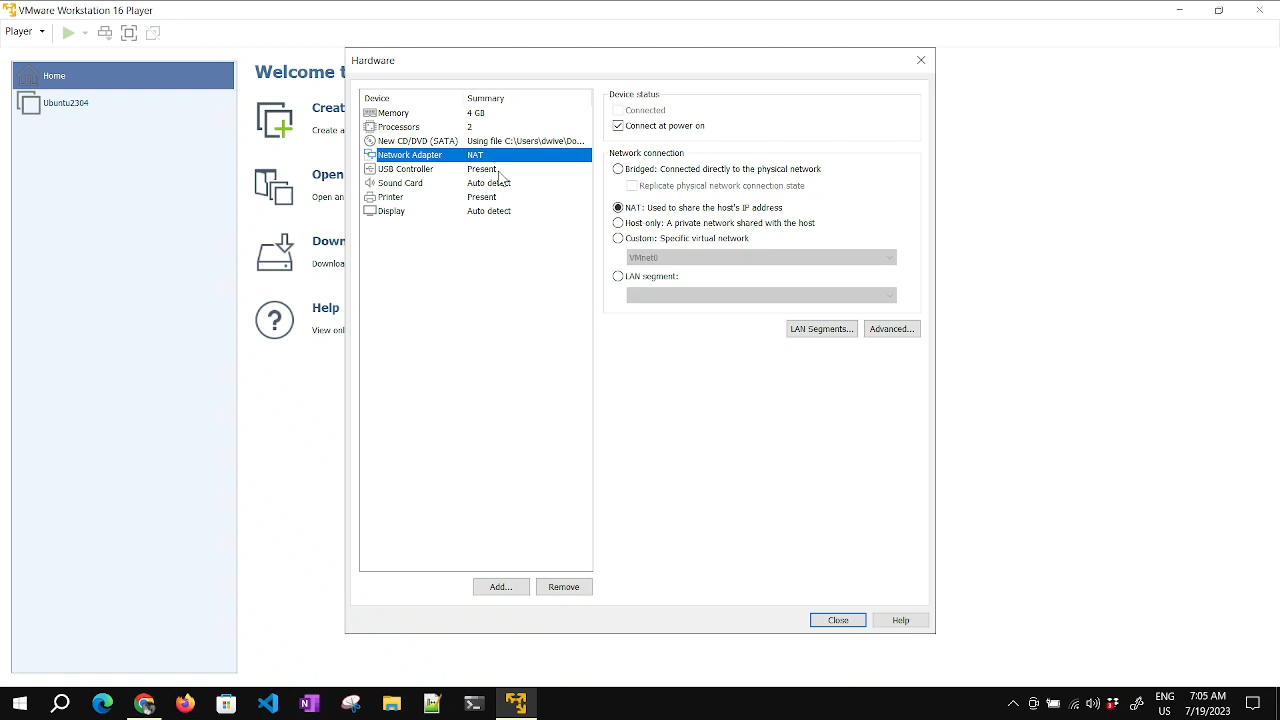 VMware Workstation 16 Player
Player
Home
Ubuntu2304
Welcome t
Creat
Create a
Open
Open an
Down
Downloa
Help
View onl
Hardware
Device Summary
Memory 4 GB
Processors 2
New CD/DVD (SATA) Using file C:\Users\dwive\Do...
Network Adapter NAT
USB Controller Present
Sound Card Auto detect
Printer Present
Display Auto detect
Add...
Remove
Device status
Connected
Connect at power on
Network connection
Bridged: Connected directly to the physical network
Replicate physical network connection state
NAT: Used to share the host's IP address
Host-only: A private network shared with the host
Custom: Specific virtual network
VMnet0
LAN segment:
LAN Segments...
Advanced...
Close
Help
ENG
US
7:05 AM
7/19/2023